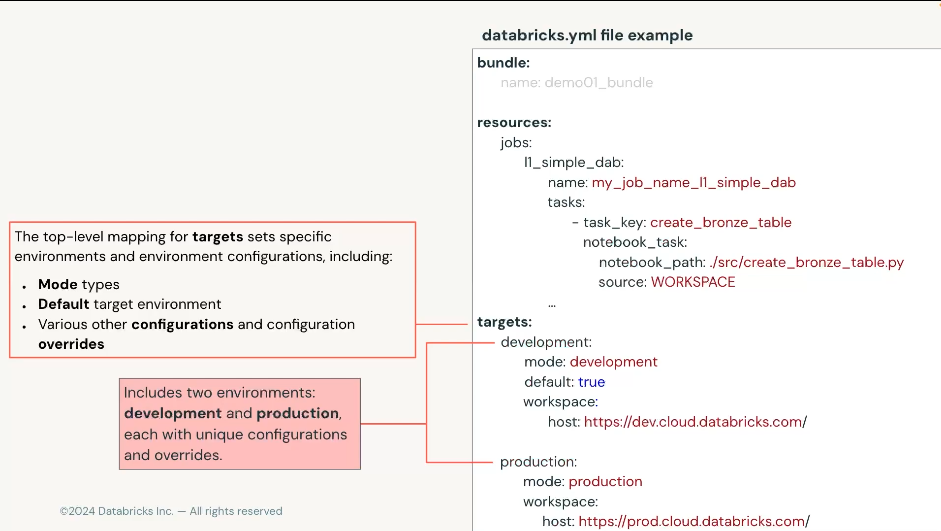 databricks.yml file example
bundle:
name: demo01_bundle
resources:
jobs:
l1_simple_dab:
name: my_job_name_l1_simple_dab
tasks:
- task_key: create_bronze_table
notebook_task:
notebook_path: ./src/create_bronze_table.py
source: WORKSPACE
...
targets:
development:
mode: development
default: true
workspace:
host: https://dev.cloud.databricks.com/
production:
mode: production
workspace:
host: https://prod.cloud.databricks.com/
The top-level mapping for targets sets specific
environments and environment configurations, including:
• Mode types
• Default target environment
• Various other configurations and configuration
overrides
Includes two environments:
development and production,
each with unique configurations
and overrides.
©2024 Databricks Inc. — All rights reserved